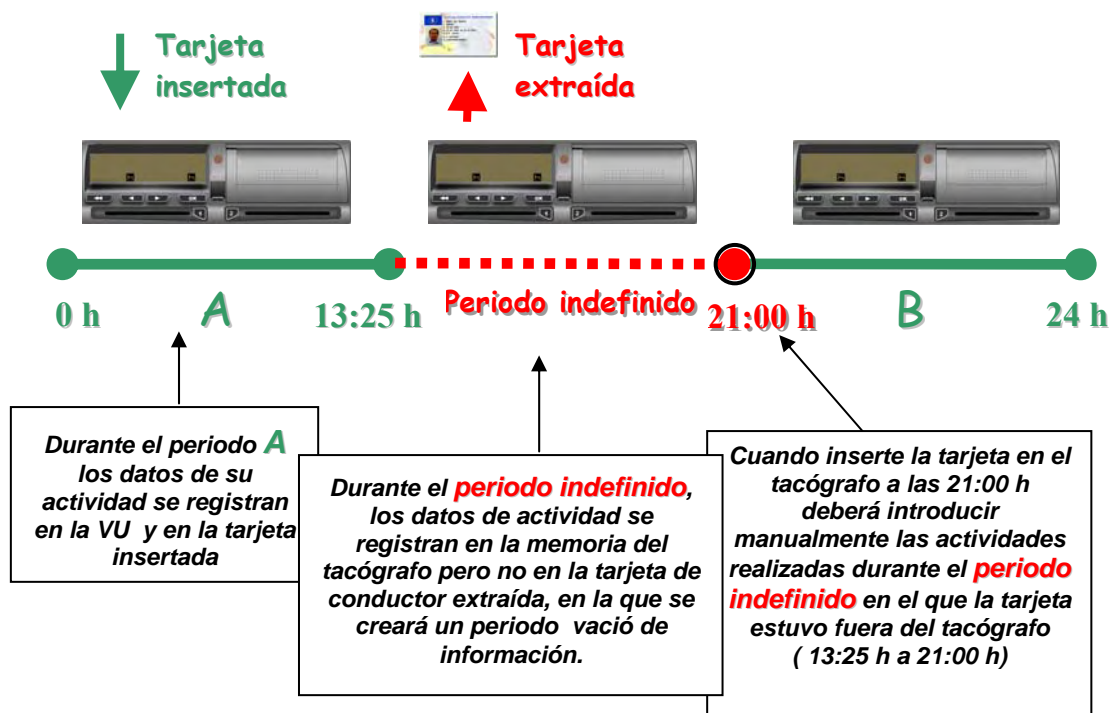 Tarjeta
insertada
Tarjeta
extraída
0 h
A
13:25 h
Periodo indefinido
21:00 h
B
24 h
Durante el periodo A
los datos de su
actividad se registran
en la VU y en la tarjeta
insertada
Durante el periodo indefinido,
los datos de actividad se
registran en la memoria del
tacógrafo pero no en la tarjeta de
conductor extraída, en la que se
creará un periodo vació de
información.
Cuando inserte la tarjeta en el
tacógrafo a las 21:00 h
deberá introducir
manualmente las actividades
realizadas durante el periodo
indefinido en el que la tarjeta
estuvo fuera del tacógrafo
( 13:25 h a 21:00 h)